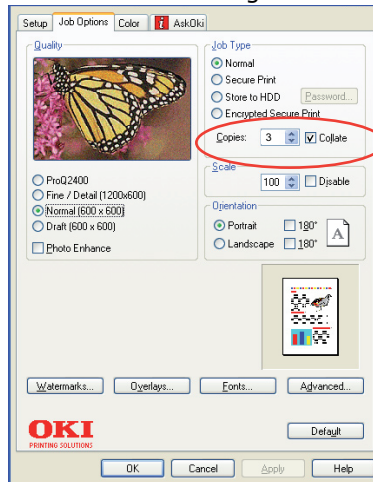 Setup Job Options Color i AskOki
Quality
ProQ2400
Fine / Detail (1200x600)
Normal (600 x 600)
Draft (600 x 600)
Photo Enhance
Job Type
Normal
Secure Print
Store to HDD Password...
Encrypted Secure Print
Copies: 3 Collate
Scale
100 Disable
Orientation
Portrait 180°
Landscape 180°
A
Watermarks... Overlays... Fonts... Advanced...
OKI
PRINTING SOLUTIONS
Default
OK Cancel Apply Help